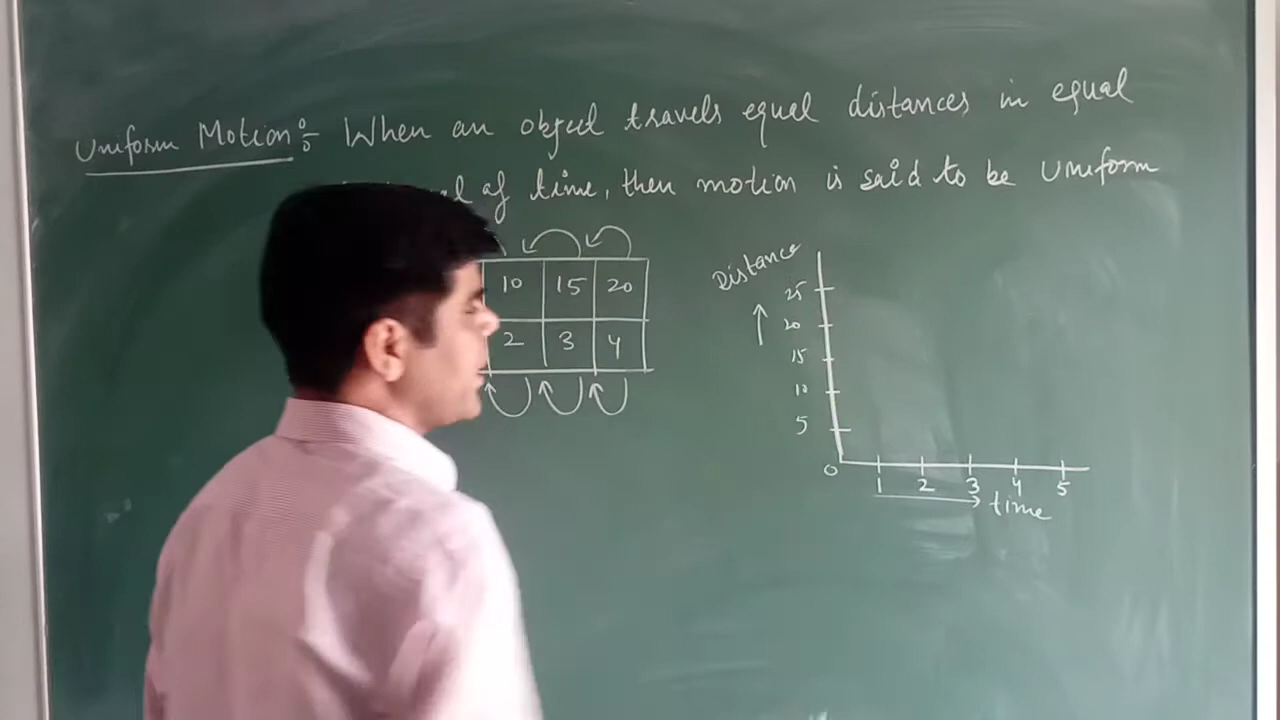 Uniform Motion:- When an object travels equal distances in equal
of time, then motion is said to be Uniform
10 15 20
2 3 4
Distance
25
20
15
10
5
0
1 2 3 4 5
time